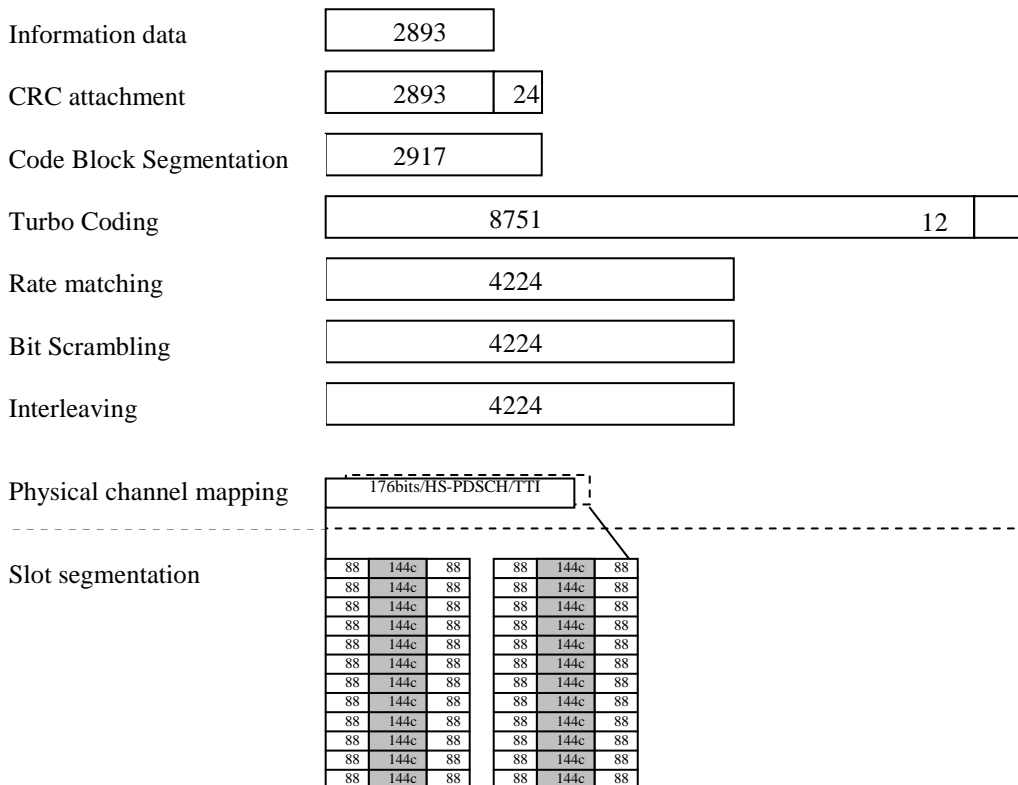 Information data 2893
CRC attachment 2893 24
Code Block Segmentation 2917
Turbo Coding 8751 12
Rate matching 4224
Bit Scrambling 4224
Interleaving 4224
Physical channel mapping 176bits/HS-PDSCH/TTI
Slot segmentation
88 144c 88 88 144c 88
88 144c 88 88 144c 88
88 144c 88 88 144c 88
88 144c 88 88 144c 88
88 144c 88 88 144c 88
88 144c 88 88 144c 88
88 144c 88 88 144c 88
88 144c 88 88 144c 88
88 144c 88 88 144c 88
88 144c 88 88 144c 88
88 144c 88 88 144c 88
88 144c 88 88 144c 88